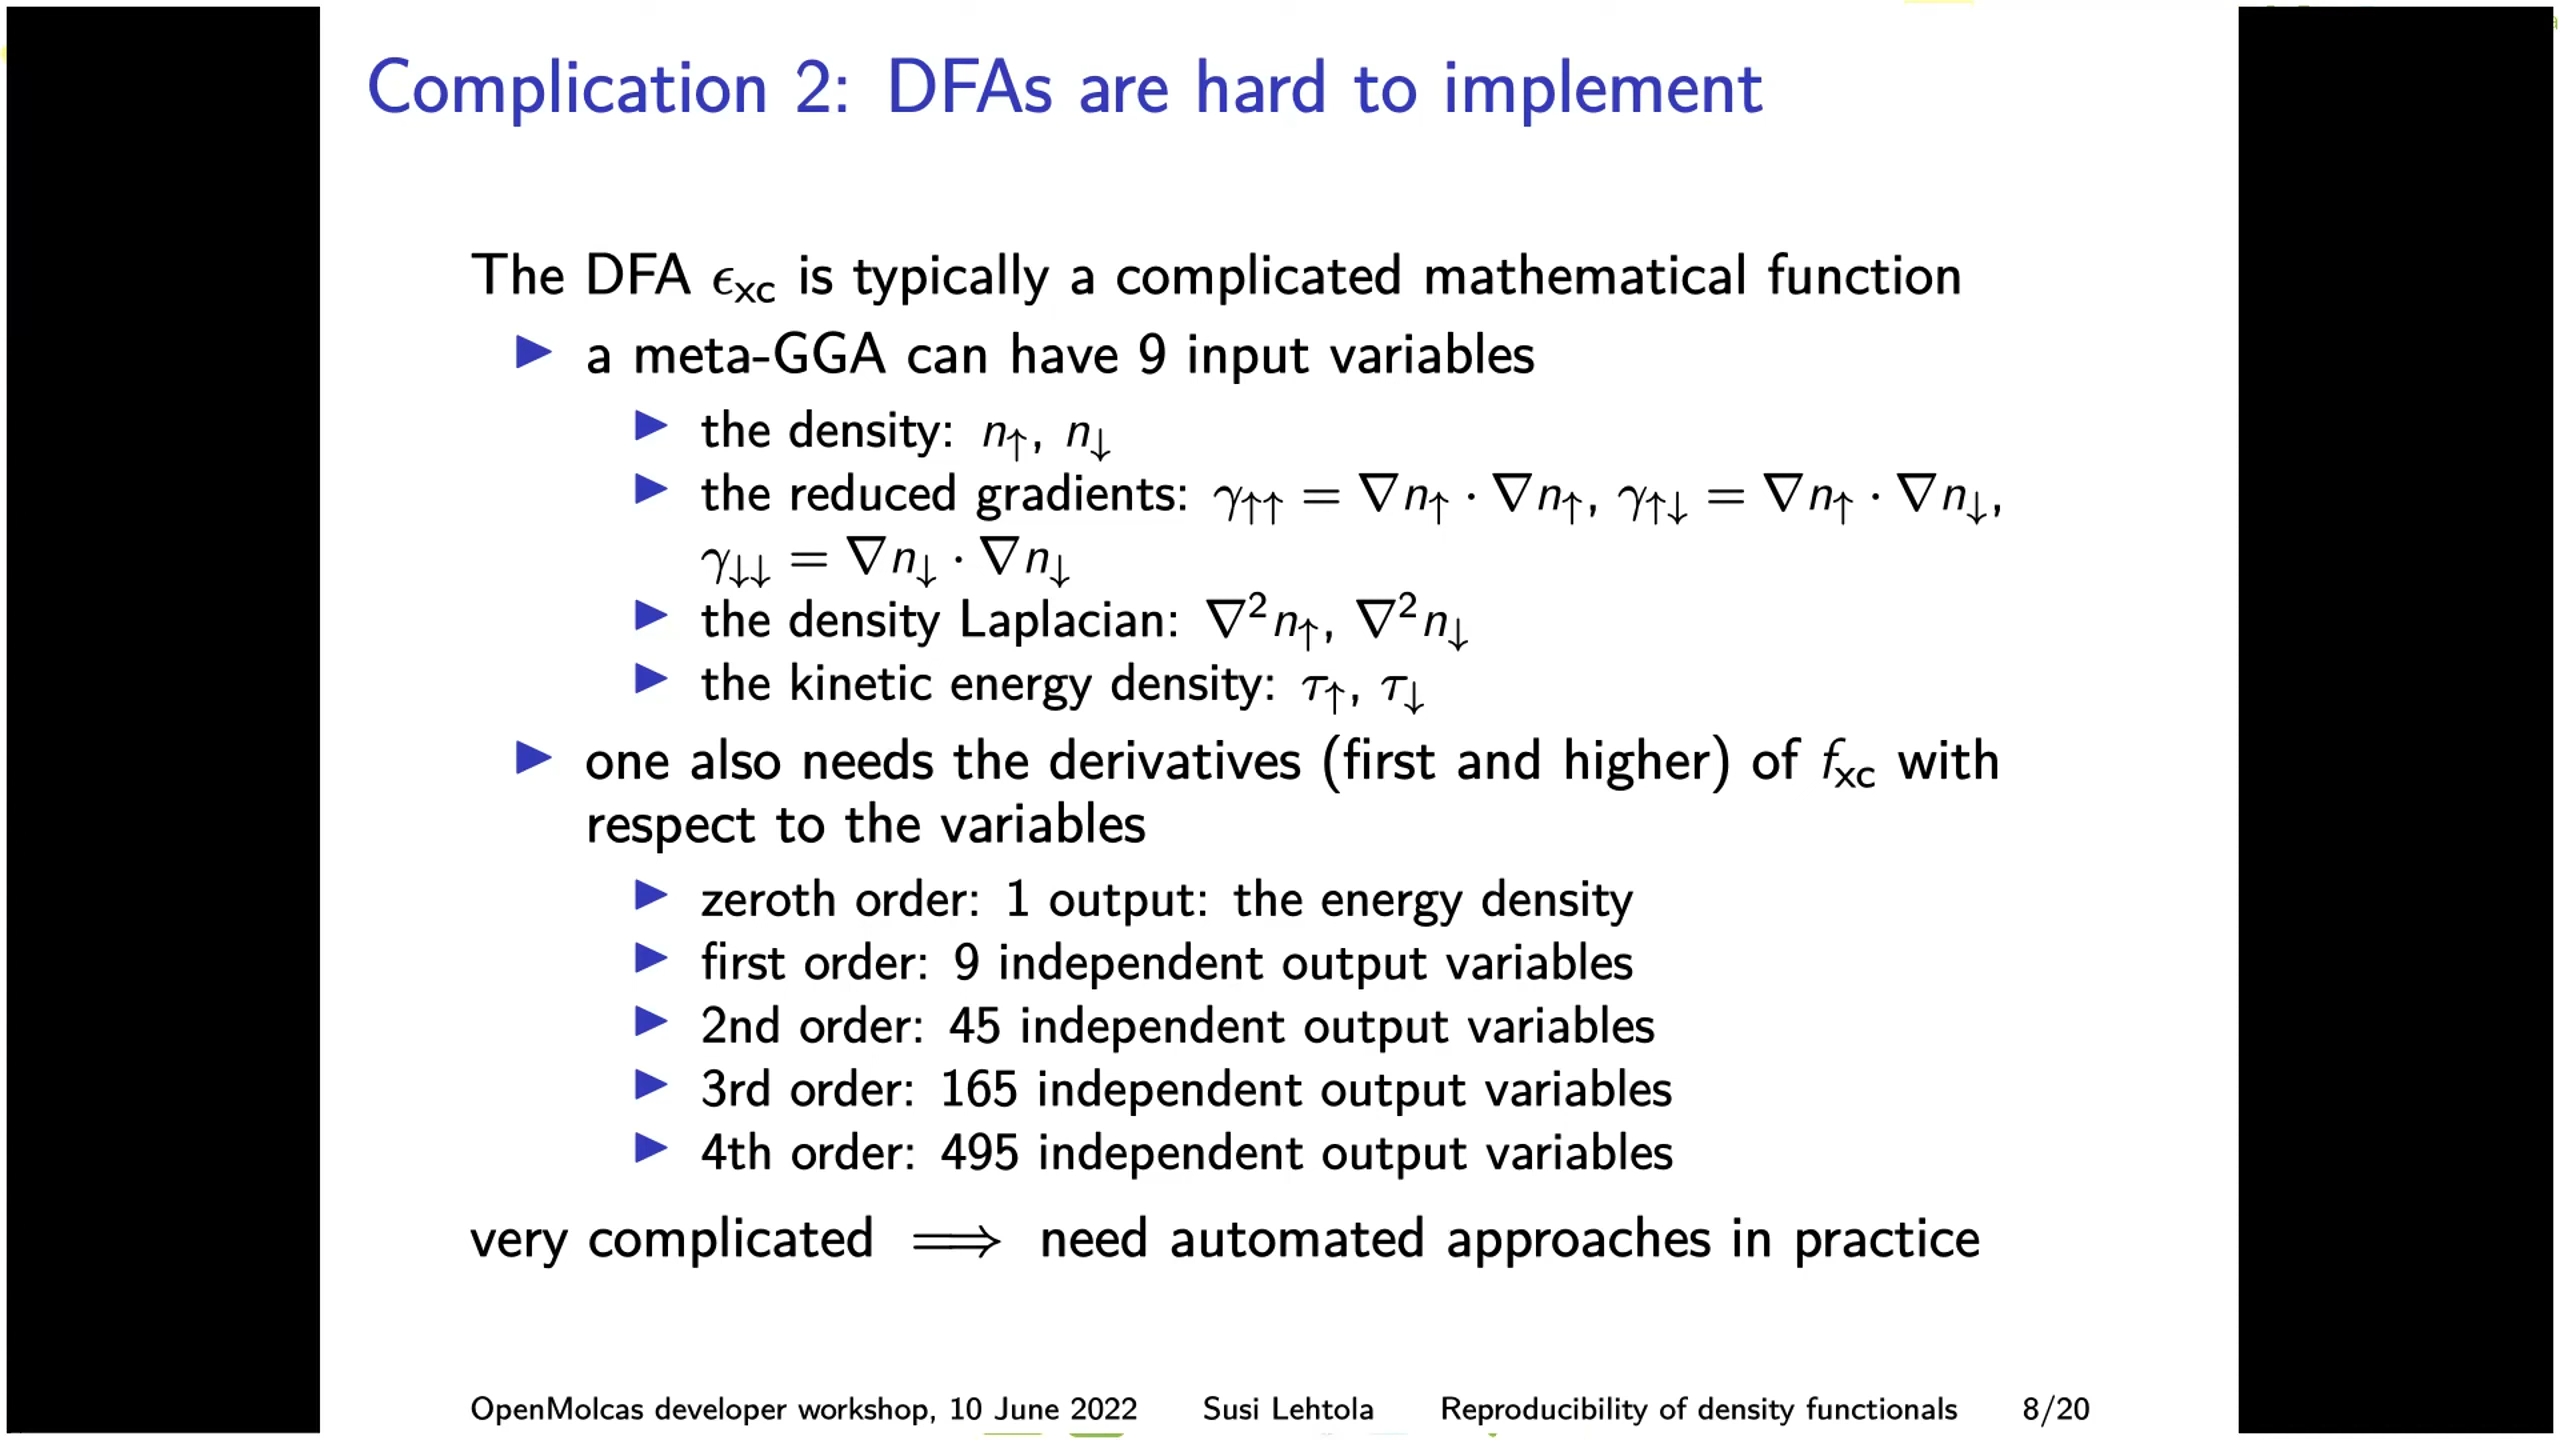 Complication 2: DFAs are hard to implement
The DFA ϵxc is typically a complicated mathematical function
▶ a meta-GGA can have 9 input variables
▶ the density: n↑, n↓
▶ the reduced gradients: γ↑↑ = ∇n↑ · ∇n↑, γ↑↓ = ∇n↑ · ∇n↓,
γ↓↓ = ∇n↓ · ∇n↓
▶ the density Laplacian: ∇²n↑, ∇²n↓
▶ the kinetic energy density: τ↑, τ↓
▶ one also needs the derivatives (first and higher) of fxc with
respect to the variables
▶ zeroth order: 1 output: the energy density
▶ first order: 9 independent output variables
▶ 2nd order: 45 independent output variables
▶ 3rd order: 165 independent output variables
▶ 4th order: 495 independent output variables
very complicated ⟹ need automated approaches in practice
OpenMolcas developer workshop, 10 June 2022 Susi Lehtola Reproducibility of density functionals 8/20